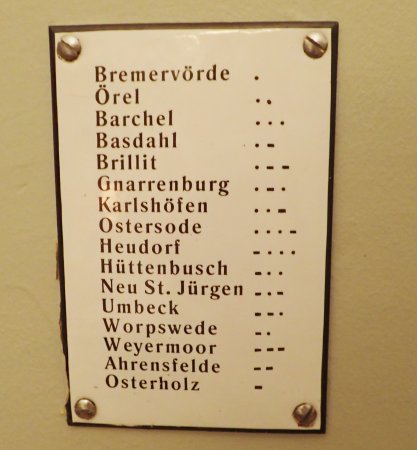 Bremervörde .
Örel . .
Barchel . . .
Basdahl . -
Brillit . - -
Gnarrenburg . - .
Karlshöfen . . -
Ostersode . . . -
Heudorf - . . .
Hüttenbusch - . .
Neu St. Jürgen - . -
Umbeck - - .
Worpswede - .
Weyermoor - - -
Ahrensfelde - -
Osterholz -